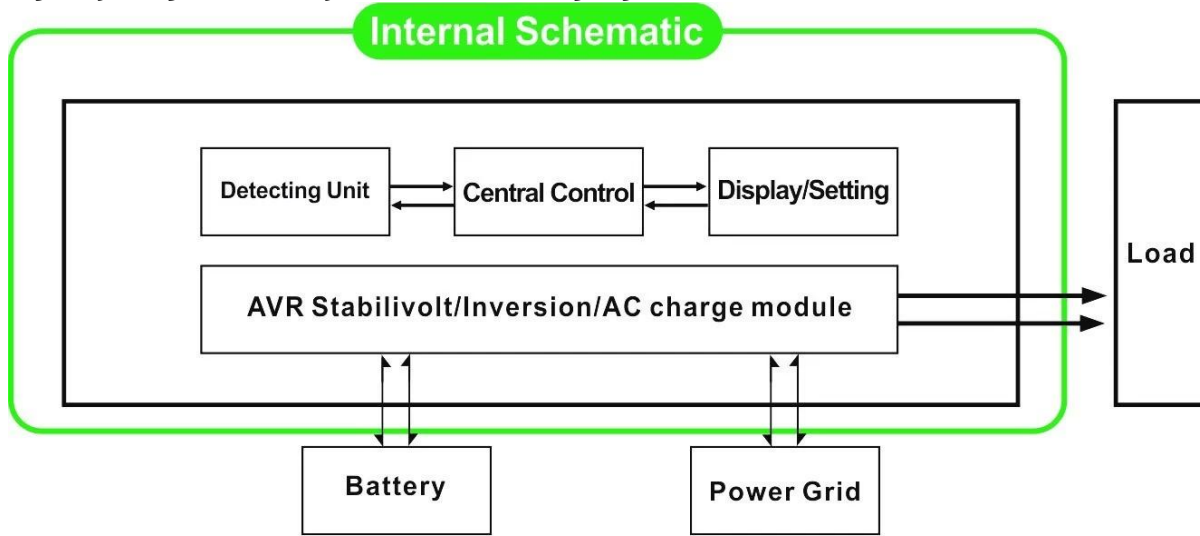 Internal Schematic
Detecting Unit
Central Control
Display/Setting
Load
AVR Stabilivolt/Inversion/AC charge module
Battery
Power Grid